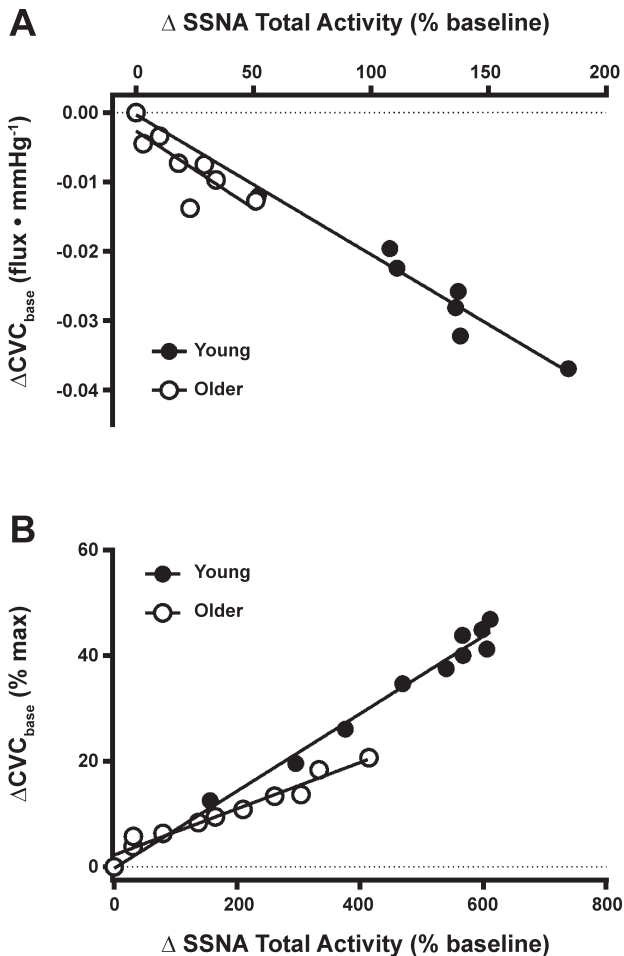 A
Δ SSNA Total Activity (% baseline)
0 50 100 150 200
0.00
-0.01
-0.02
-0.03
-0.04
ΔCVCbase (flux • mmHg-1)
Young
Older
B
60
40
20
0
ΔCVCbase (% max)
Young
Older
0 200 400 600 800
Δ SSNA Total Activity (% baseline)